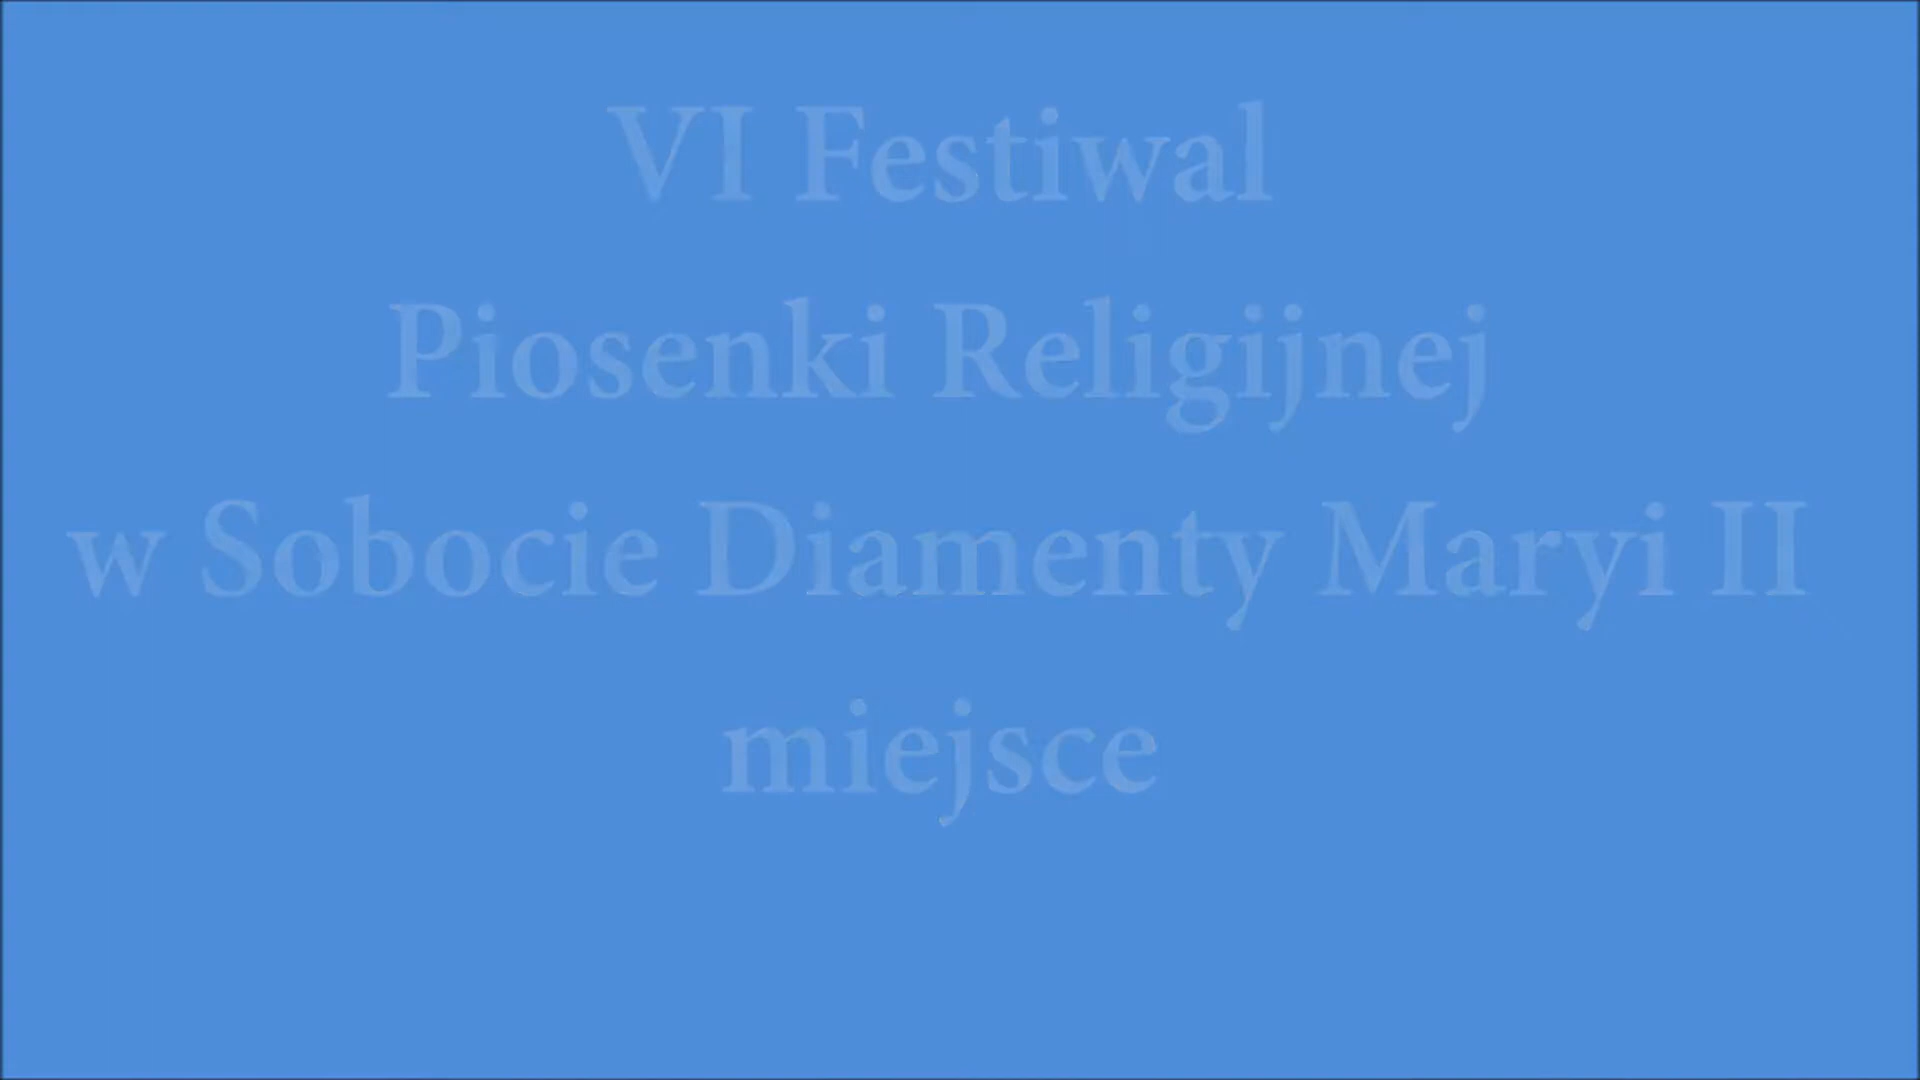 VI Festiwal
Piosenki Religijnej
w Sobocie Diamenty Maryi II
miejsce